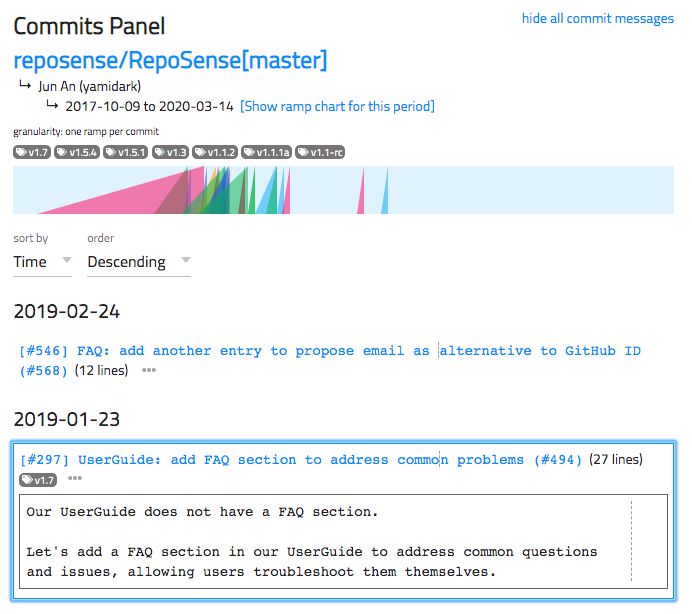 Commits Panel
hide all commit messages
reposense/RepoSense[master]
Jun An (yamidark)
2017-10-09 to 2020-03-14 [Show ramp chart for this period]
granularity: one ramp per commit
v1.7 v1.5.4 v1.5.1 v1.3 v1.1.2 v1.1.1a v1.1-rc
sort by order
Time Descending
2019-02-24
[#546] FAQ: add another entry to propose email as alternative to GitHub ID
(#568) (12 lines) •••
2019-01-23
[#297] UserGuide: add FAQ section to address common problems (#494) (27 lines)
v1.7 •••
Our UserGuide does not have a FAQ section.
Let's add a FAQ section in our UserGuide to address common questions
and issues, allowing users troubleshoot them themselves.